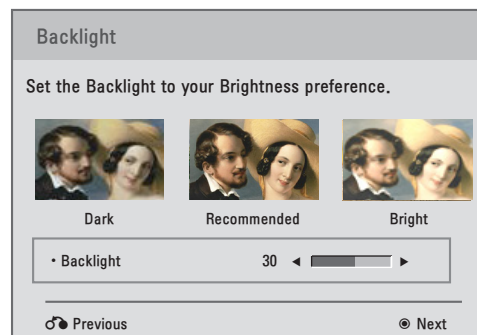 Backlight
Set the Backlight to your Brightness preference.
Dark Recommended Bright
• Backlight 30 ◄ ►
Previous ◉ Next